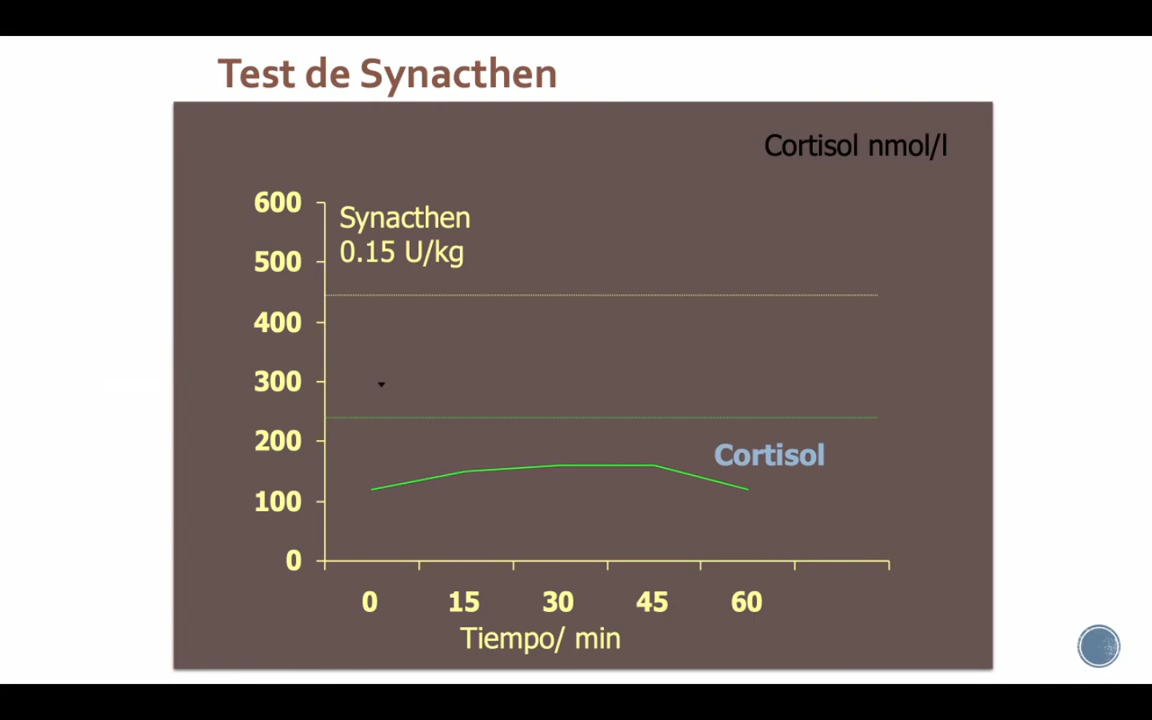 Test de Synacthen
Cortisol nmol/l
600
Synacthen
0.15 U/kg
500
400
300
200
Cortisol
100
0
0 15 30 45 60
Tiempo/ min